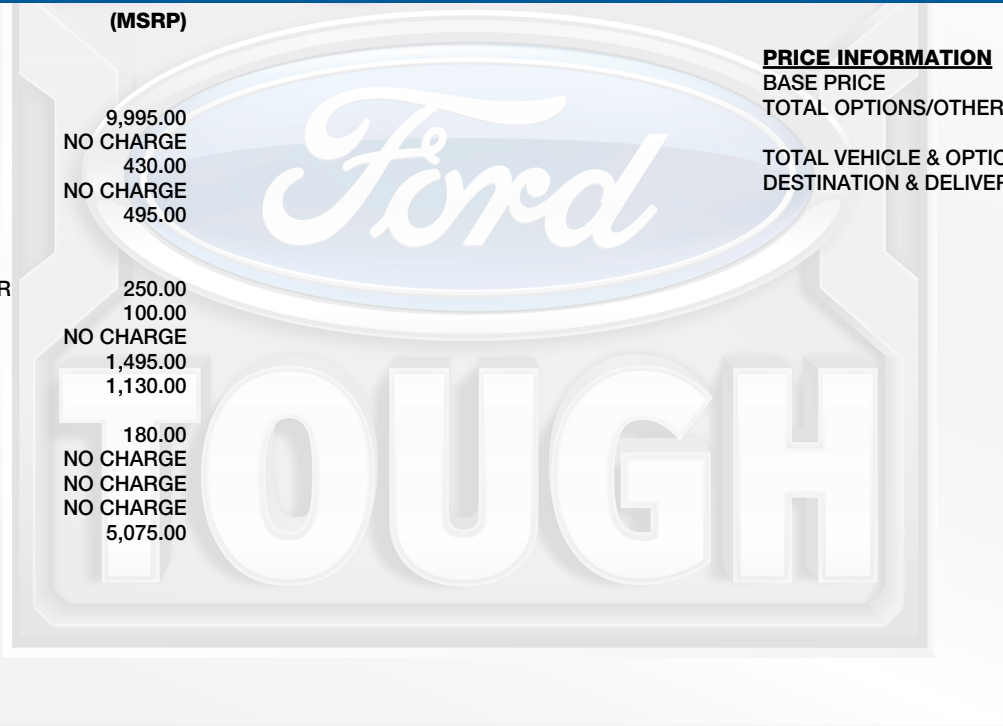 (MSRP)
9,995.00
NO CHARGE
430.00
NO CHARGE
495.00
R 250.00
100.00
NO CHARGE
1,495.00
1,130.00
180.00
NO CHARGE
NO CHARGE
NO CHARGE
5,075.00
PRICE INFORMATION
BASE PRICE
TOTAL OPTIONS/OTHER
TOTAL VEHICLE & OPTIO
DESTINATION & DELIVER
Ford
TOUGH